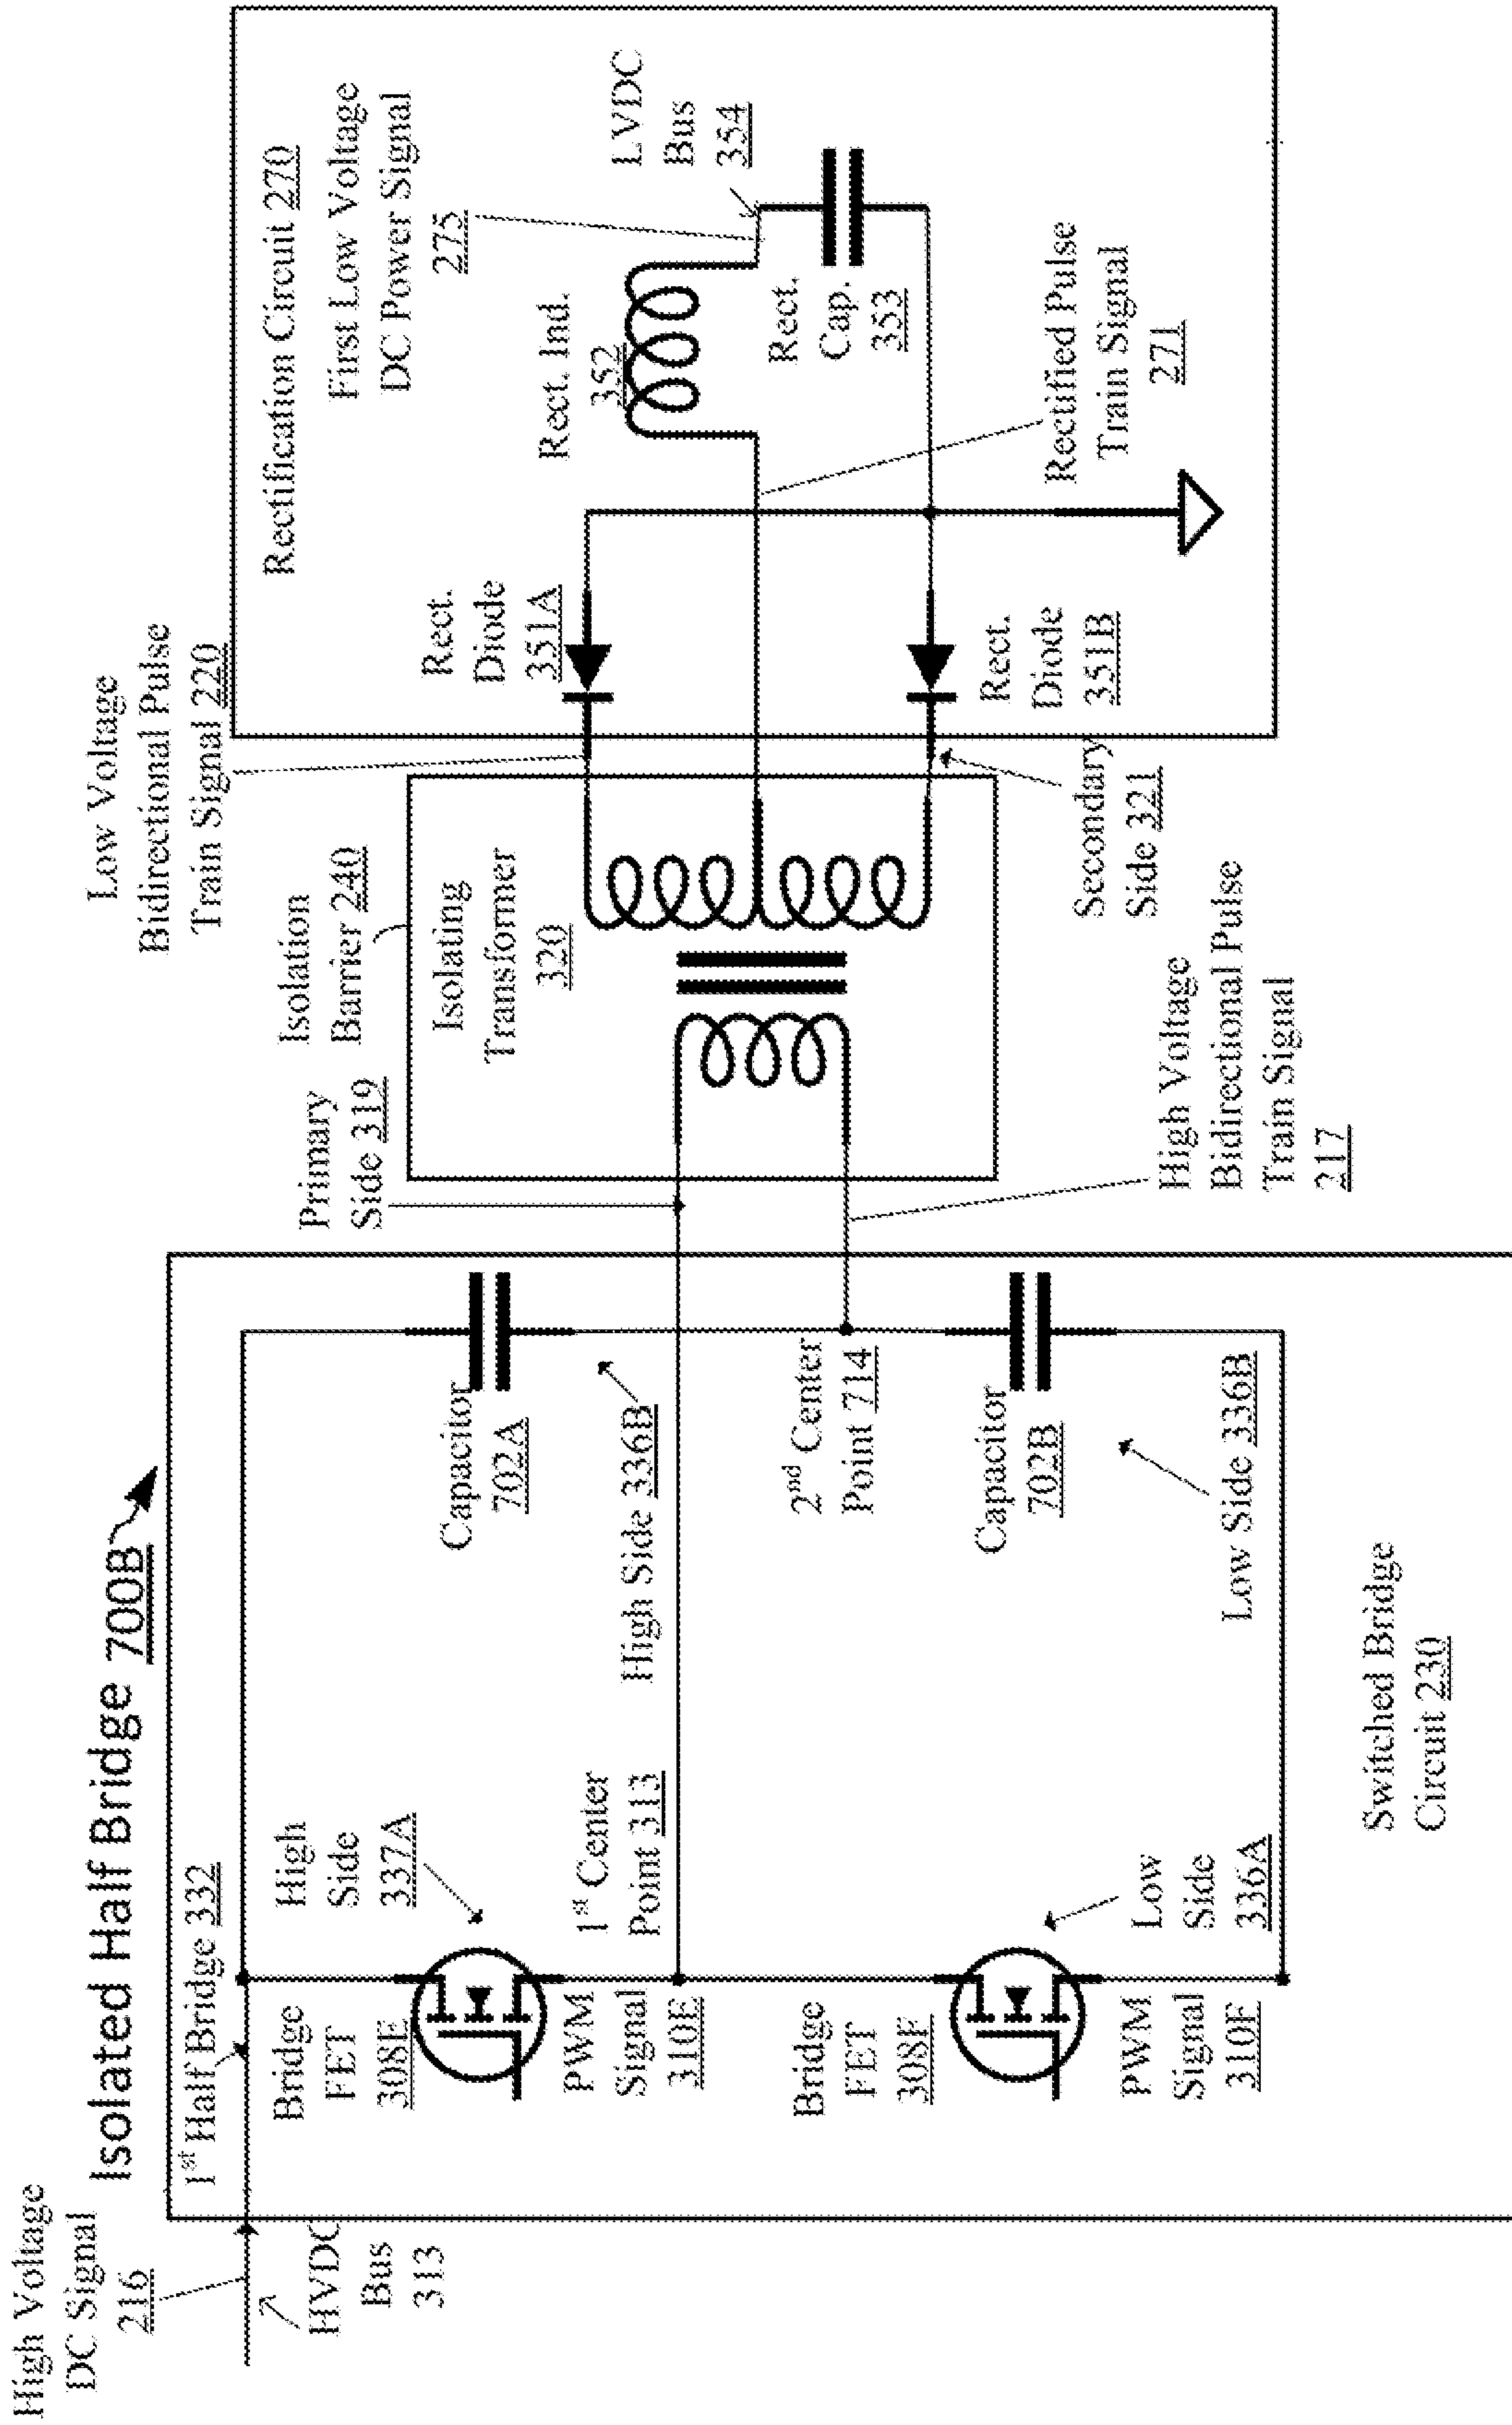 Isolated Half Bridge 700B
High Voltage
DC Signal
216
HVDC
Bus
313
1st Half Bridge 332
Bridge
FET
308E
High
Side
337A
PWM
Signal
310E
1st Center
Point 313
Bridge
FET
308F
Low
Side
336A
PWM
Signal
310F
Capacitor
702A
High Side 336B
2nd Center
Point 714
Capacitor
702B
Low Side 336B
Switched Bridge
Circuit 230
Primary
Side 319
Isolation
Barrier 240
Isolating
Transformer
320
High Voltage
Bidirectional Pulse
Train Signal
217
Low Voltage
Bidirectional Pulse
Train Signal 220
Secondary
Side 321
Rectification Circuit 270
First Low Voltage
DC Power Signal
275
Rect.
Diode
351A
Rect. Ind.
352
LVDC
Bus
354
Rect.
Cap.
353
Rect.
Diode
351B
Rectified Pulse
Train Signal
271